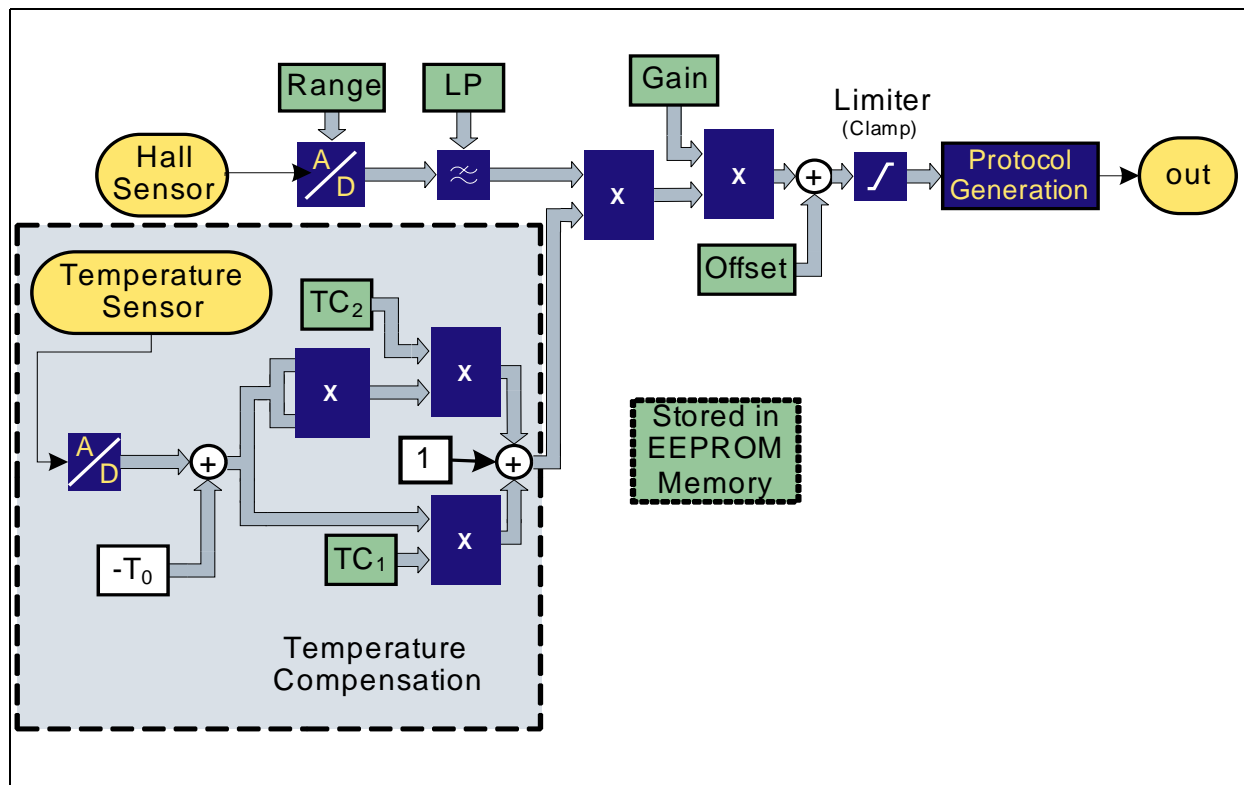 Range
LP
Gain
Limiter
(Clamp)
Hall
Sensor
A
D
X
X
+
Protocol
Generation
out
Offset
Temperature
Sensor
TC₂
X
X
A
D
+
1
+
X
TC₁
-T₀
Stored in
EEPROM
Memory
Temperature
Compensation